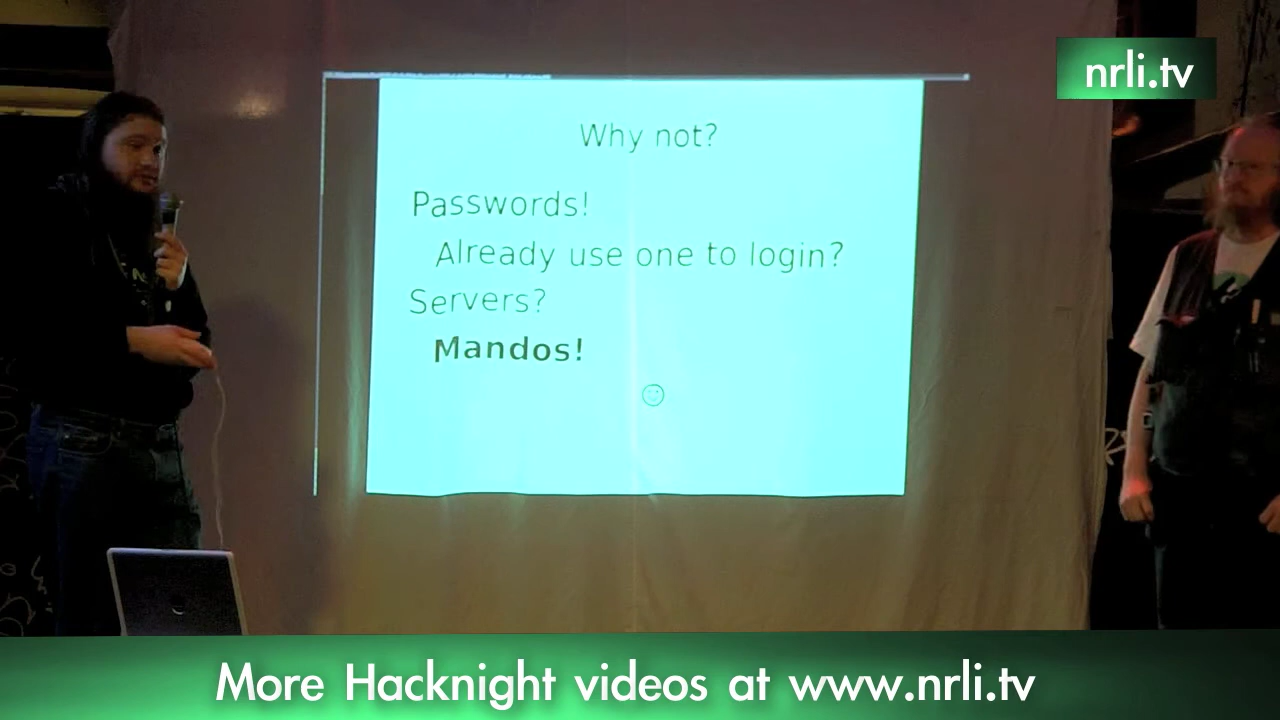 nrli.tv
Why not?
Passwords!
Already use one to login?
Servers?
Mandos!
More Hacknight videos at www.nrli.tv